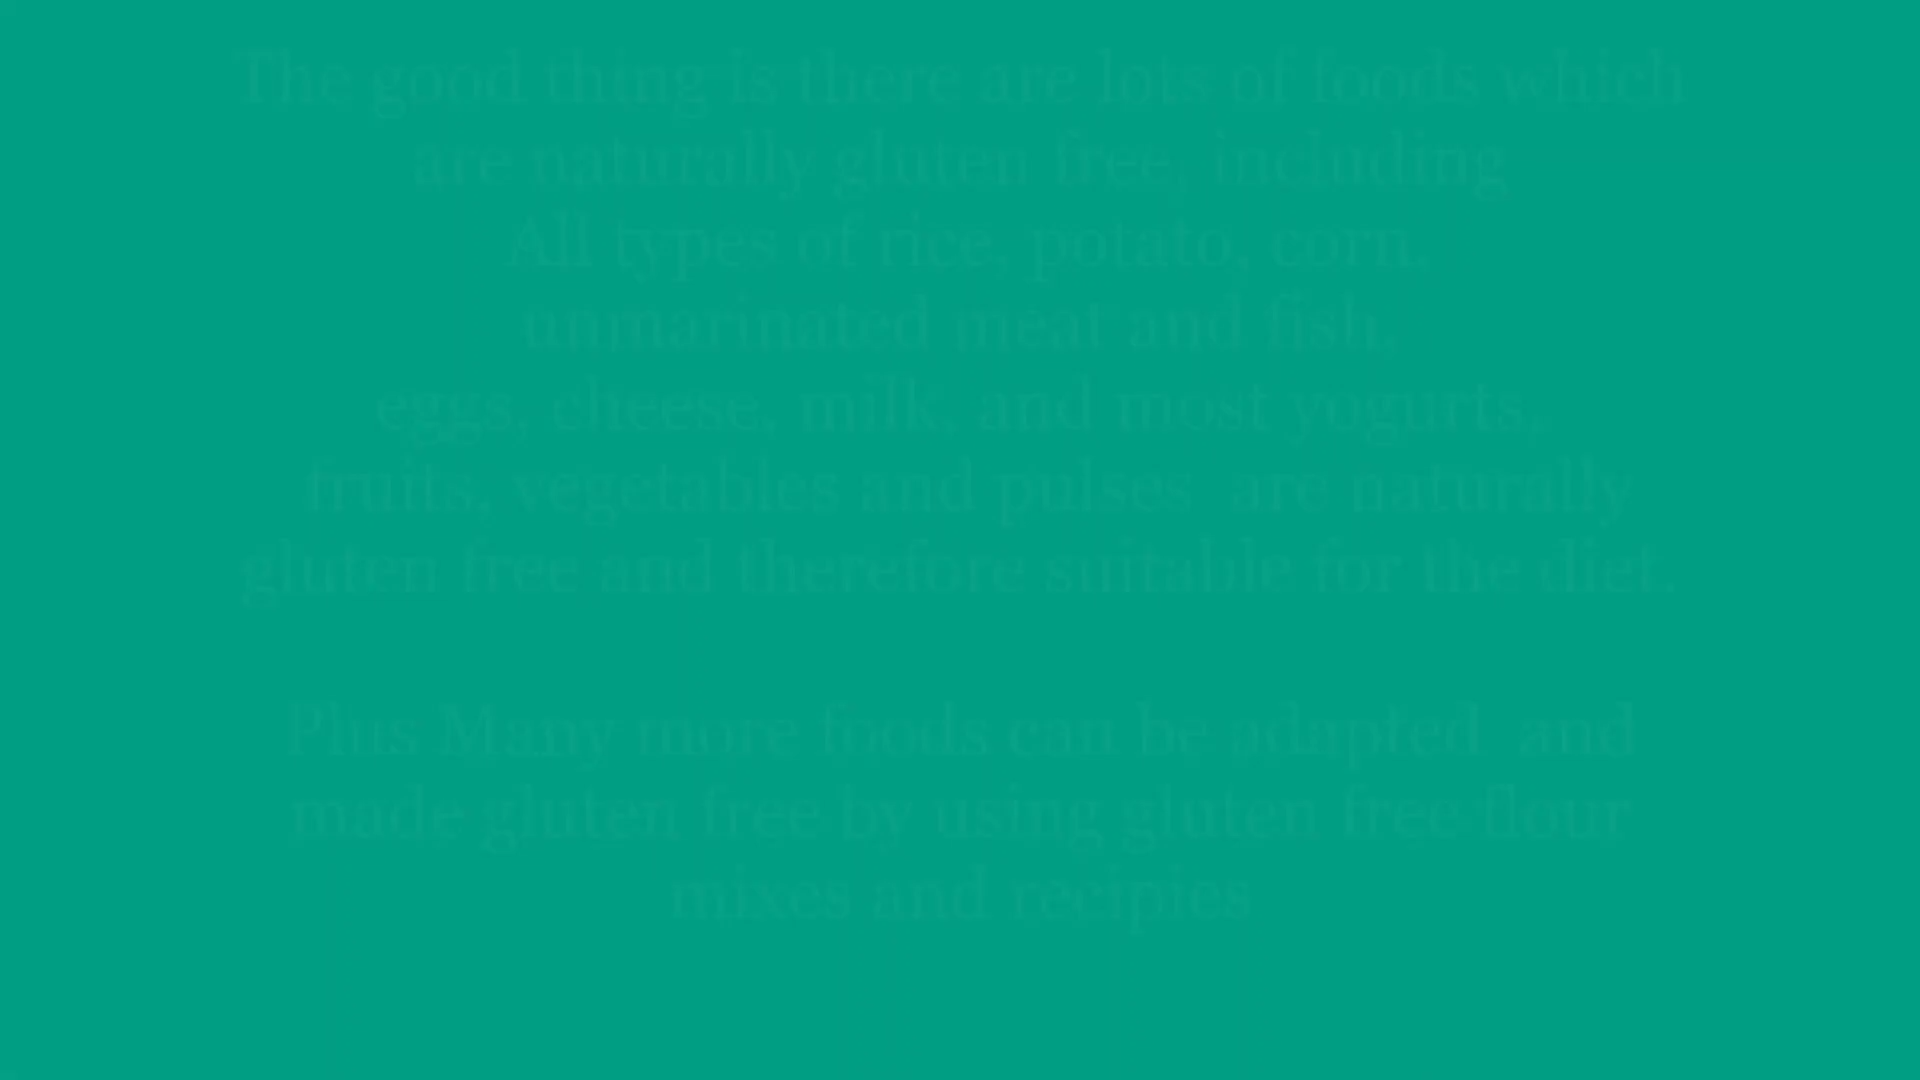 The good thing is there are lots of foods which
are naturally gluten free, including
All types of rice, potato, corn,
unmarinated meat and fish,
eggs, cheese, milk, and most yogurts,
fruits, vegetables and pulses are naturally
gluten free and therefore suitable for the diet.
Plus Many more foods can be adapted and
made gluten free by using gluten free flour
mixes and recipies